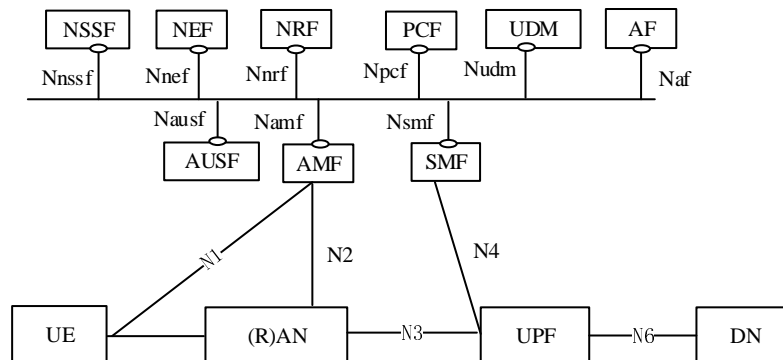 NSSF
NEF
NRF
PCF
UDM
AF
Nnssf
Nnef
Nnrf
Npcf
Nudm
Naf
Nausf
Namf
Nsmf
AUSF
AMF
SMF
N1
N2
N4
UE
(R)AN
N3
UPF
N6
DN